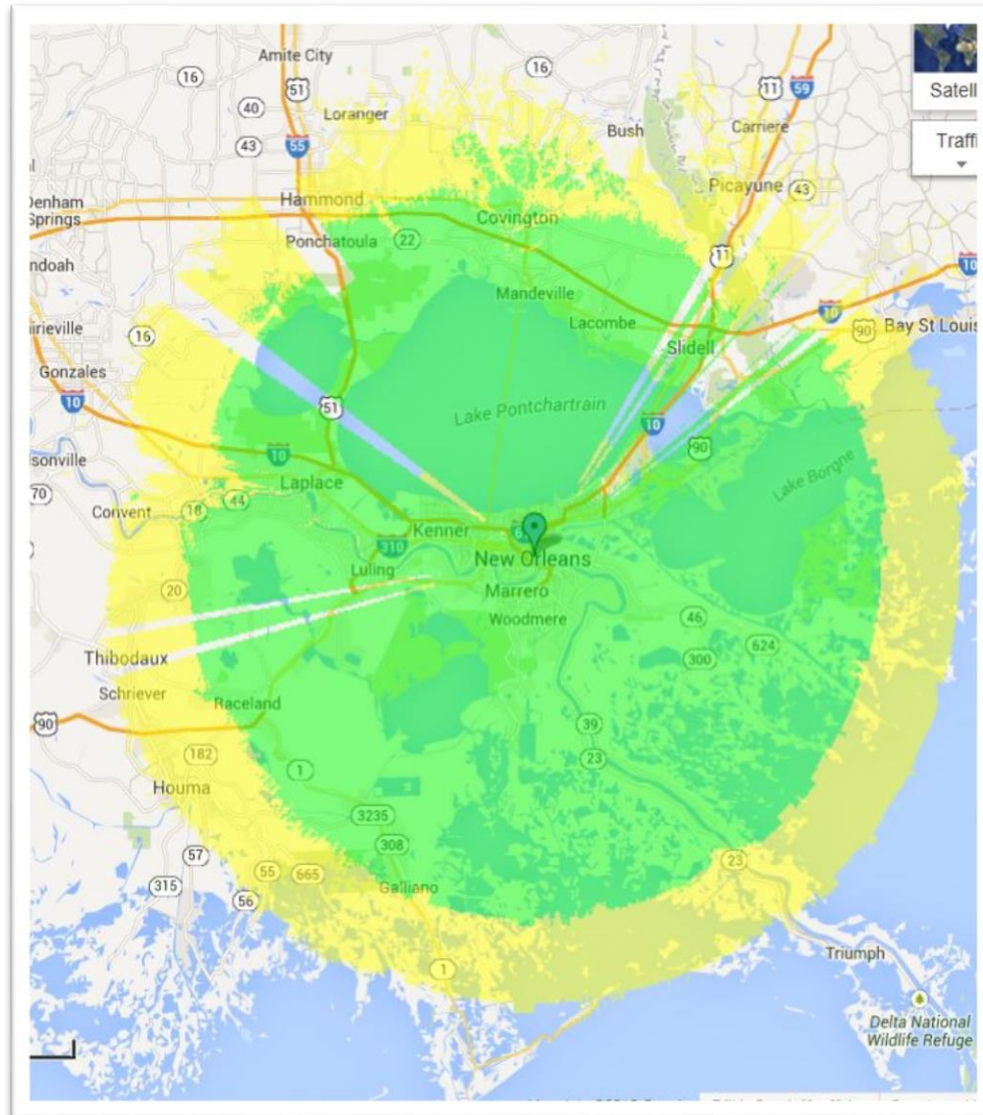 Amite City
16
16
51
11
59
Satell
40
Loranger
Bush
Carriere
Traffi
43
55
Denham
Springs
Hammond
Covington
Picayune
43
Ponchatoula
22
11
10
ndoah
Mandeville
10
16
Lacombe
90
Bay St Louis
irieville
Slidell
Gonzales
10
51
Lake Pontchartrain
10
90
sonville
10
Lake Borgne
70
Laplace
44
Convent
18
Kenner
310
New Orleans
Luling
20
Marrero
Woodmere
46
624
Thibodaux
300
Schriever
Raceland
90
39
182
23
1
Houma
3235
57
308
23
55
665
315
Galliano
56
1
Triumph
Delta National
Wildlife Refuge